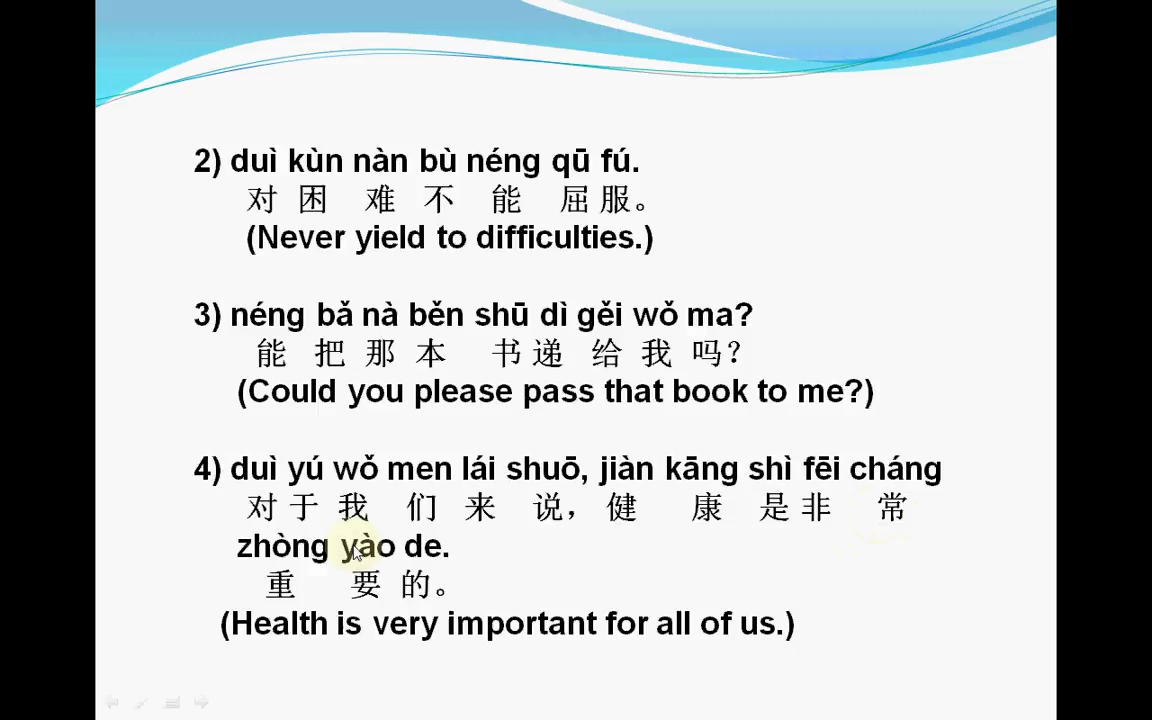 2) duì kùn nàn bù néng qū fú.
对 困 难 不 能 屈 服。
(Never yield to difficulties.)
3) néng bǎ nà běn shū dì gěi wǒ ma?
能 把 那 本 书 递 给 我 吗?
(Could you please pass that book to me?)
4) duì yú wǒ men lái shuō, jiàn kāng shì fēi cháng
对 于 我 们 来 说, 健 康 是 非 常
zhòng yào de.
重 要 的。
(Health is very important for all of us.)